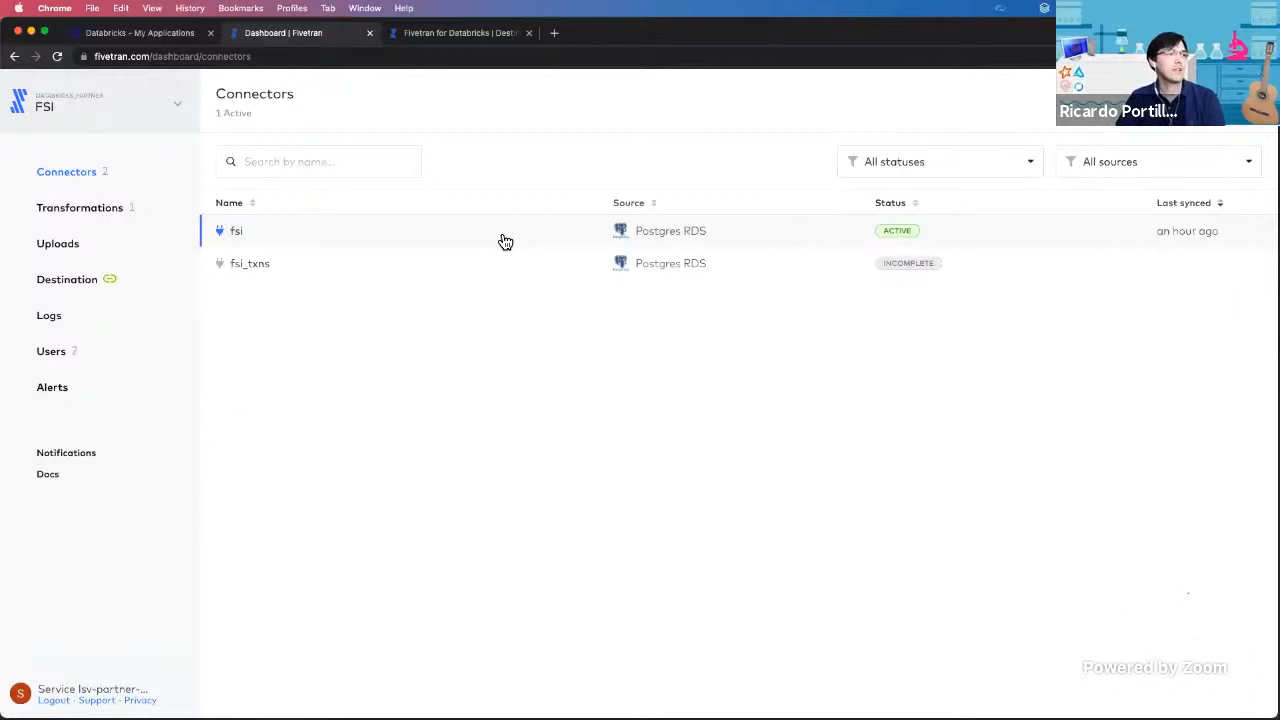 Chrome File Edit View History Bookmarks Profiles Tab Window Help
Databricks - My Applications
Dashboard | Fivetran
Fivetran for Databricks | Dest
fivetran.com/dashboard/connectors
Ricardo Portill...
DATABRICKS_PARTNER
FSI
Connectors
1 Active
Search by name...
All statuses
All sources
Connectors 2
Transformations 1
Uploads
Destination
Logs
Users 2
Alerts
Notifications
Docs
Name Source Status Last synced
fsi Postgres RDS ACTIVE an hour ago
fsi_txns Postgres RDS INCOMPLETE
Powered by Zoom
S
Service lsv-partner-...
Logout · Support · Privacy